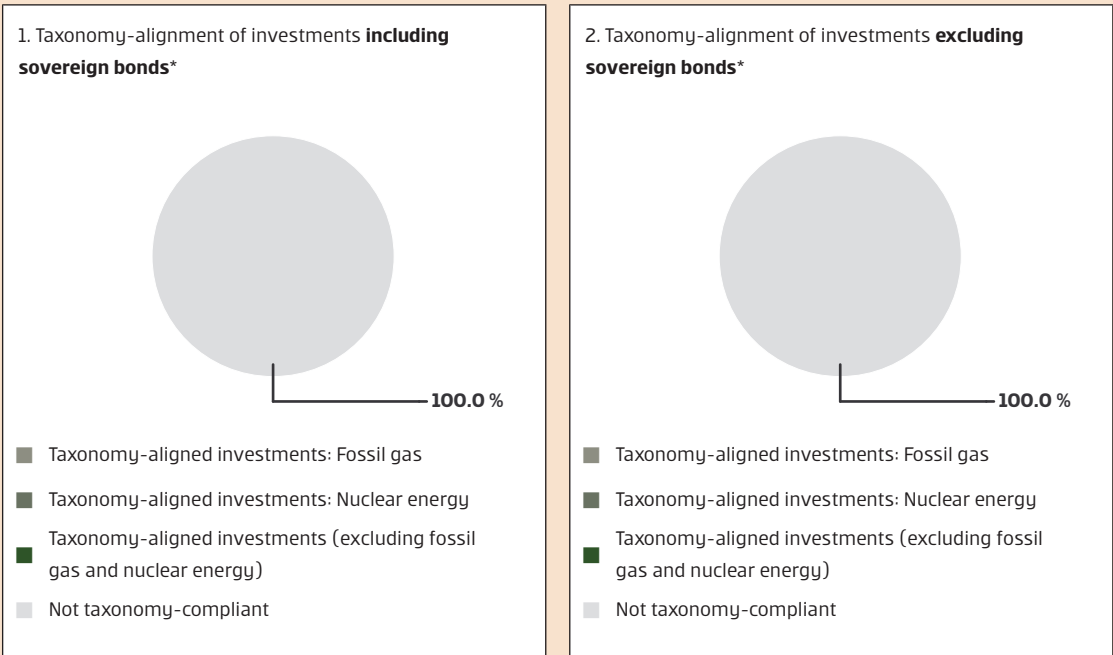 1. Taxonomy-alignment of investments including
sovereign bonds*
100.0 %
Taxonomy-aligned investments: Fossil gas
Taxonomy-aligned investments: Nuclear energy
Taxonomy-aligned investments (excluding fossil
gas and nuclear energy)
Not taxonomy-compliant
2. Taxonomy-alignment of investments excluding
sovereign bonds*
100.0 %
Taxonomy-aligned investments: Fossil gas
Taxonomy-aligned investments: Nuclear energy
Taxonomy-aligned investments (excluding fossil
gas and nuclear energy)
Not taxonomy-compliant